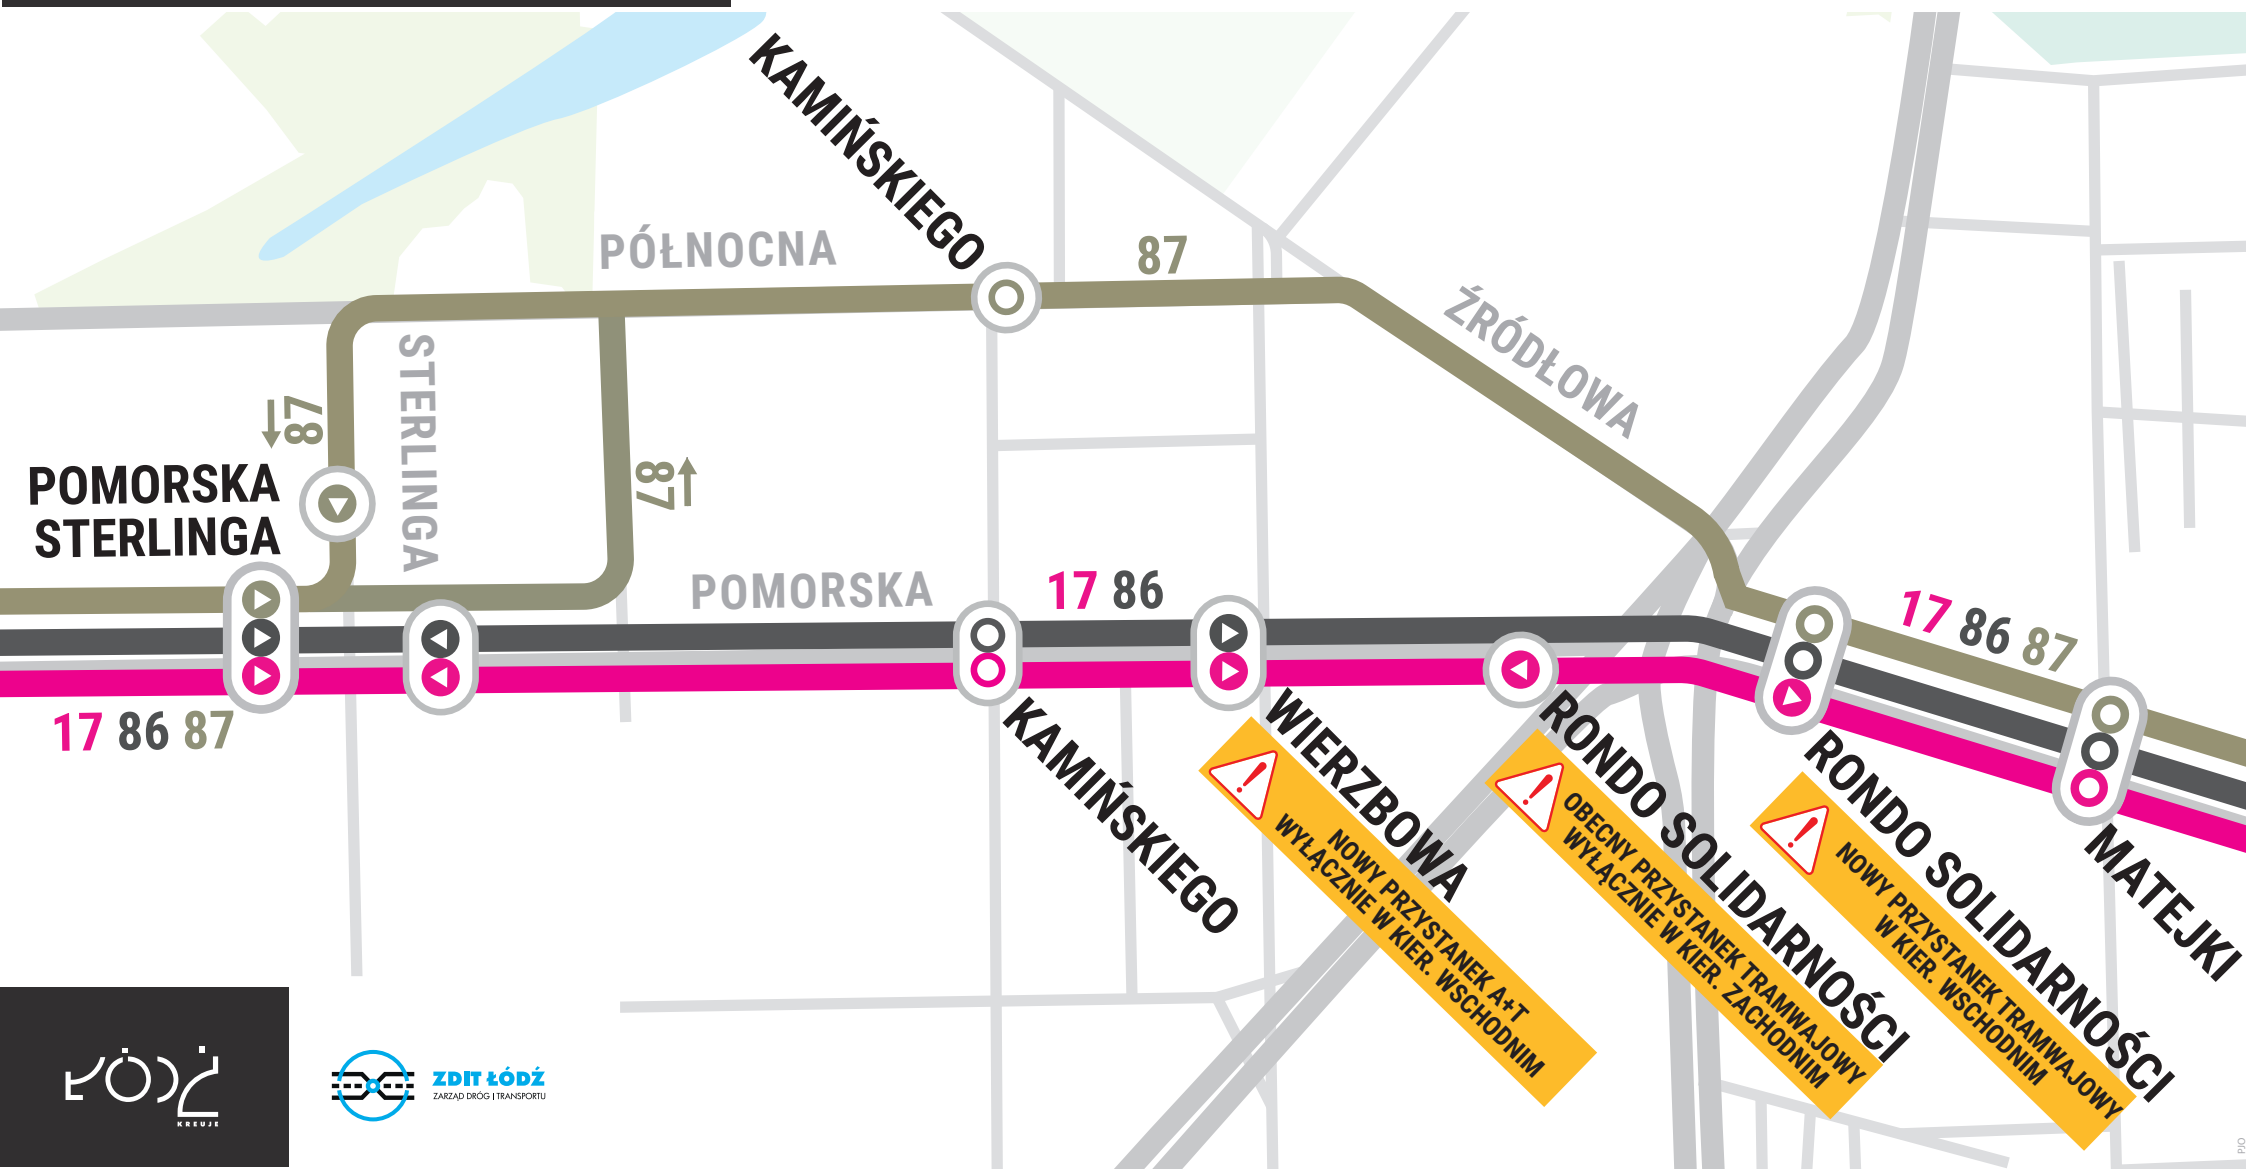 KAMIŃSKIEGO
PÓŁNOCNA
87
ŹRÓDŁOWA
STERLINGA
87
87
POMORSKA
STERLINGA
POMORSKA
17 86
17 86 87
17 86 87
KAMIŃSKIEGO
WIERZBOWA
NOWY PRZYSTANEK A+T
WYŁĄCZNIE W KIER. WSCHODNIM
RONDO SOLIDARNOŚCI
OBECNY PRZYSTANEK TRAMWAJOWY
WYŁĄCZNIE W KIER. ZACHODNIM
RONDO SOLIDARNOŚCI
NOWY PRZYSTANEK TRAMWAJOWY
W KIER. WSCHODNIM
MATEJKI
ŁÓDŹ
KREUJE
ZDIT ŁÓDŹ
ZARZĄD DRÓG I TRANSPORTU
PJO